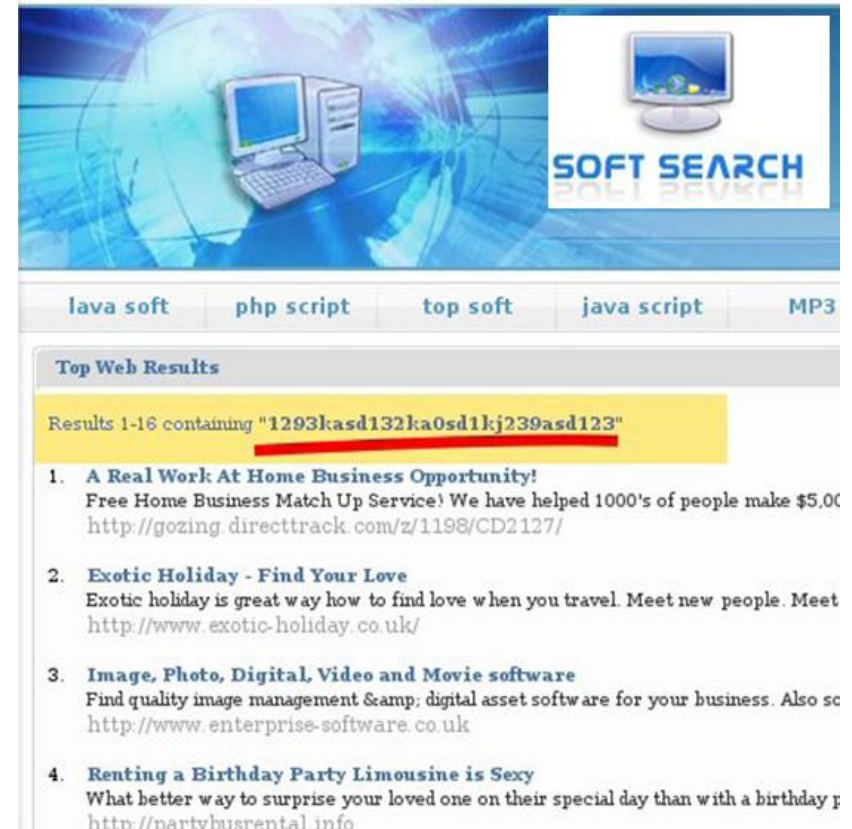 SOFT SEARCH
lava soft php script top soft java script MP3
Top Web Results
Results 1-16 containing "1293kasd132ka0sd1kj239asd123"
1. A Real Work At Home Business Opportunity!
Free Home Business Match Up Service! We have helped 1000's of people make $5,00
http://gozing.directtrack.com/z/1198/CD2127/
2. Exotic Holiday - Find Your Love
Exotic holiday is great way how to find love when you travel. Meet new people. Meet
http://www.exotic-holiday.co.uk/
3. Image, Photo, Digital, Video and Movie software
Find quality image management &amp; digital asset software for your business. Also sc
http://www.enterprise-software.co.uk
4. Renting a Birthday Party Limousine is Sexy
What better way to surprise your loved one on their special day than with a birthday p
http://partybusrental.info